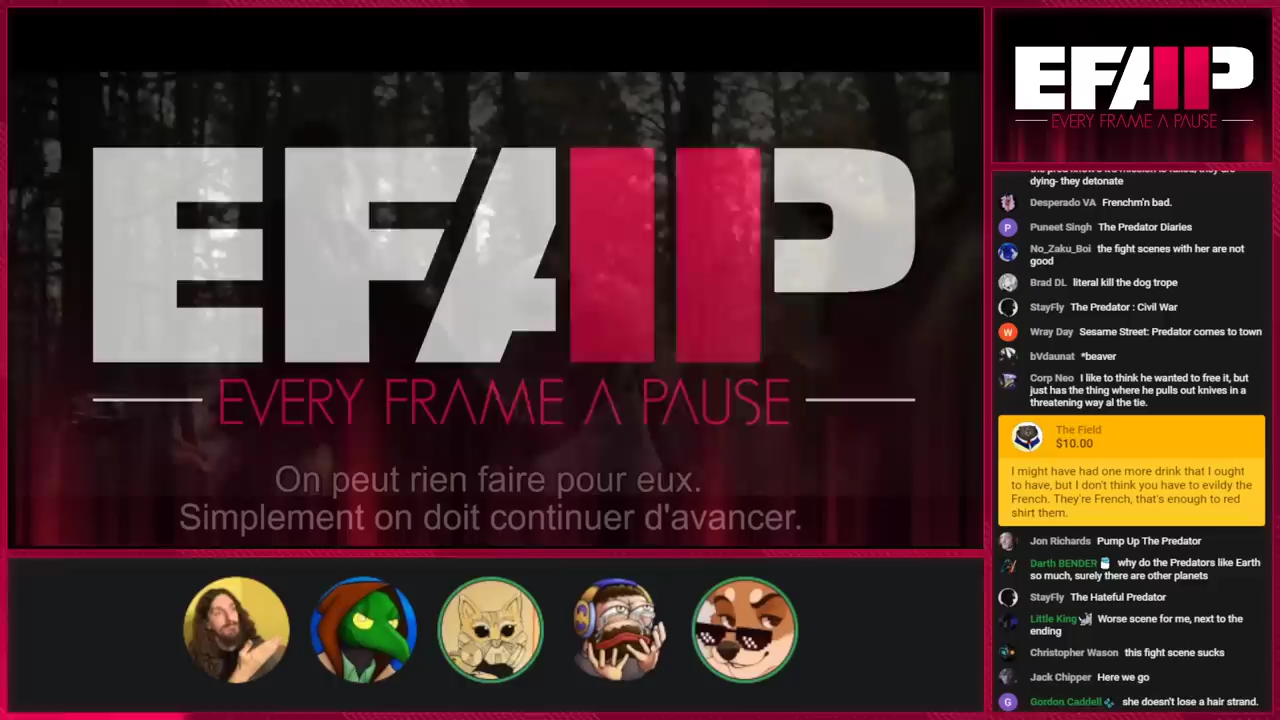 EFAIIP
EVERY FRAME A PAUSE
On peut rien faire pour eux.
Simplement on doit continuer d'avancer.
EFAIIP
EVERY FRAME A PAUSE
dying- they detonate
Desperado VA Frenchm'n bad.
P Puneet Singh The Predator Diaries
No_Zaku_Boi the fight scenes with her are not
good
Brad DL literal kill the dog trope
StayFly The Predator : Civil War
W Wray Day Sesame Street: Predator comes to town
bVdaunat *beaver
Corp Neo I like to think he wanted to free it, but
just has the thing where he pulls out knives in a
threatening way al the tie.
The Field
$10.00
I might have had one more drink that I ought
to have, but I don't think you have to evildy the
French. They're French, that's enough to red
shirt them.
Jon Richards Pump Up The Predator
Darth BENDER why do the Predators like Earth
so much, surely there are other planets
StayFly The Hateful Predator
Little King Worse scene for me, next to the
ending
Christopher Wason this fight scene sucks
Jack Chipper Here we go
G Gordon Caddell she doesn't lose a hair strand.